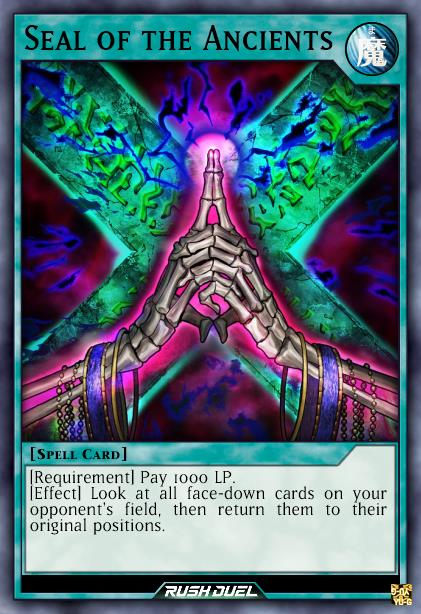 Seal of the Ancients
ま
魔
[Spell Card]
[Requirement] Pay 1000 LP.
[Effect] Look at all face-down cards on your
opponent's field, then return them to their
original positions.
RUSH DUEL